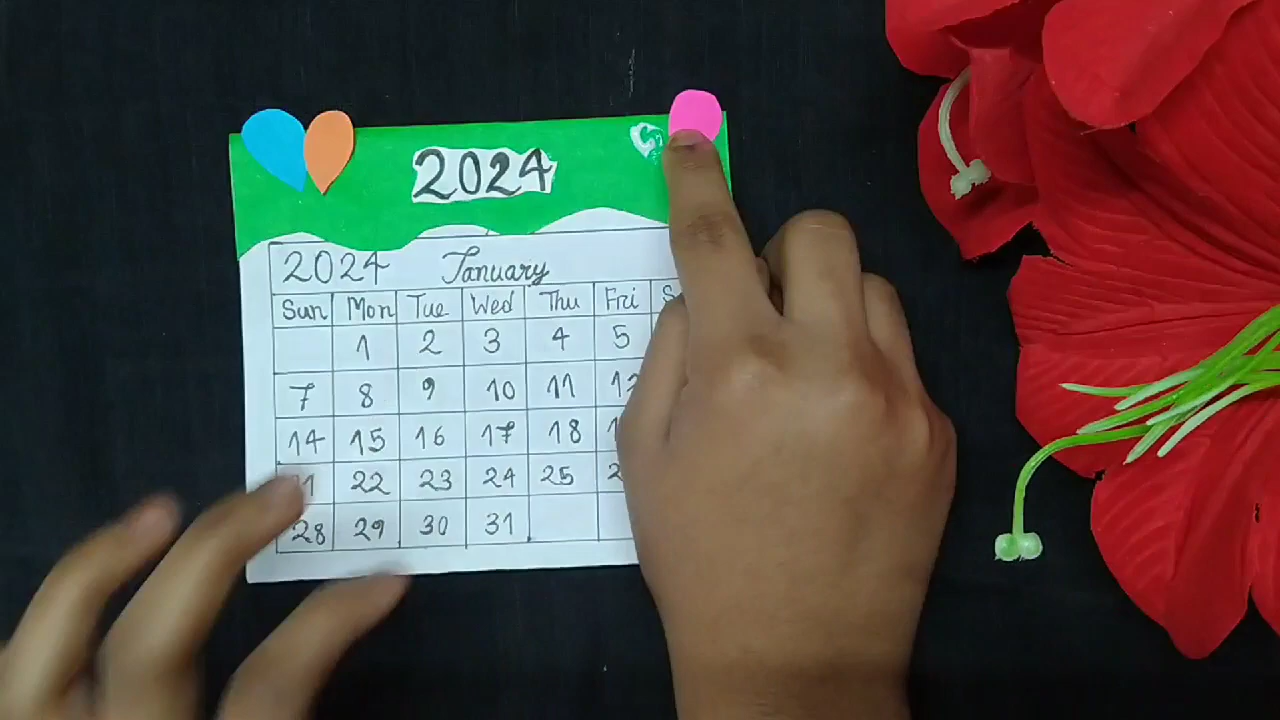 2024
2024 January
Sun Mon Tue Wed Thu Fri
1 2 3 4 5
7 8 9 10 11 12
14 15 16 17 18
22 23 24 25
28 29 30 31